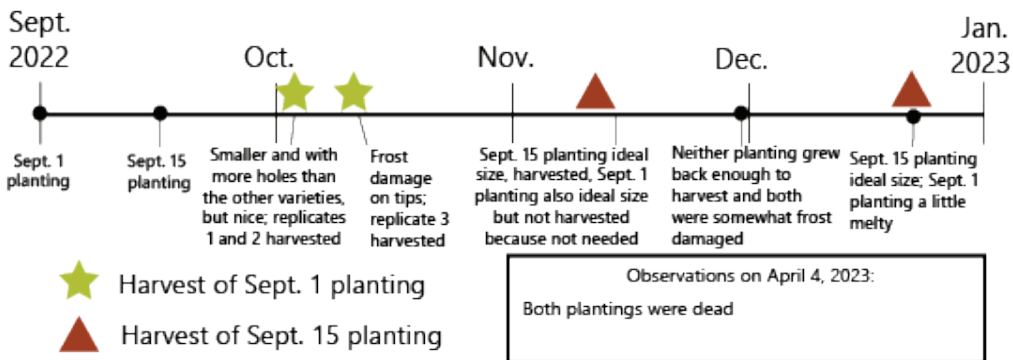 Sept.
2022
Oct.
Nov.
Dec.
Jan.
2023
Sept. 1
planting
Sept. 15
planting
Smaller and with
more holes than
the other varieties,
but nice; replicates
1 and 2 harvested
Frost
damage
on tips;
replicate 3
harvested
Sept. 15 planting ideal
size, harvested, Sept. 1
planting also ideal size
but not harvested
because not needed
Neither planting grew
back enough to
harvest and both
were somewhat frost
damaged
Sept. 15 planting
ideal size; Sept. 1
planting a little
melty
Harvest of Sept. 1 planting
Harvest of Sept. 15 planting
Observations on April 4, 2023:
Both plantings were dead